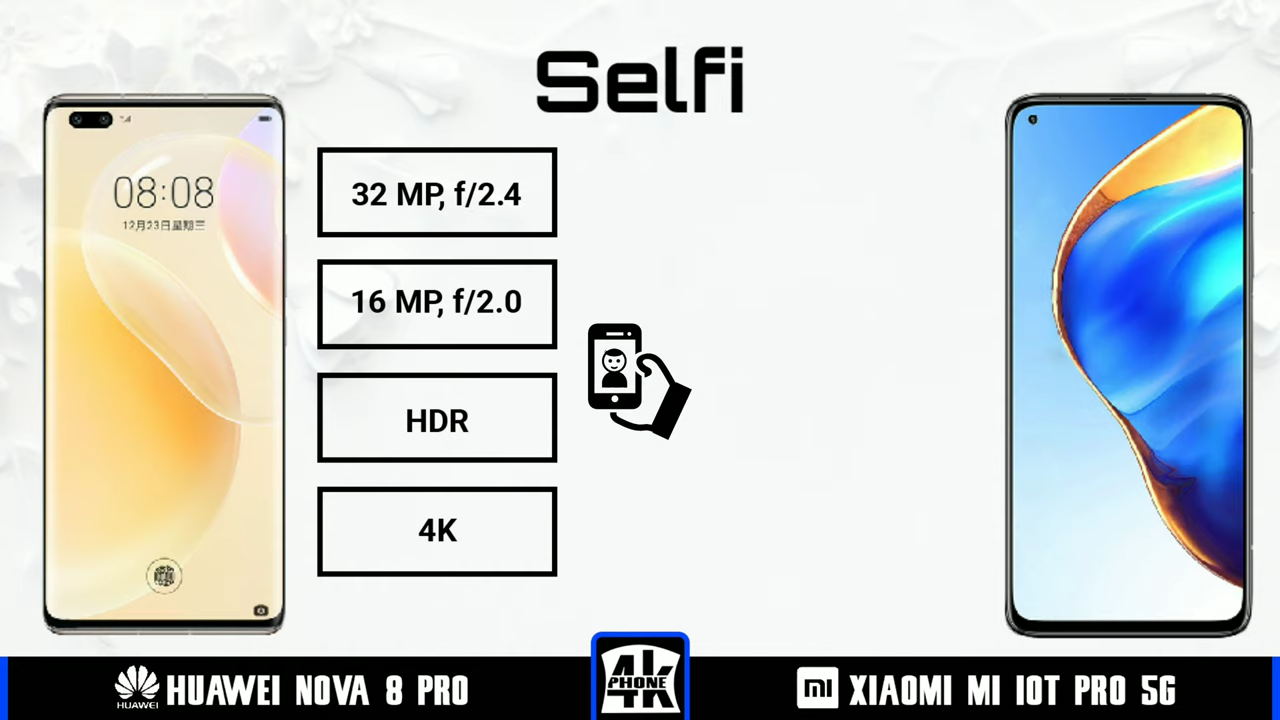 Selfi
08:08
12月23日星期三
32 MP, f/2.4
16 MP, f/2.0
HDR
4K
HUAWEI
HUAWEI NOVA 8 PRO
4K
PHONE
4K
MI
XIAOMI MI 10T PRO 5G